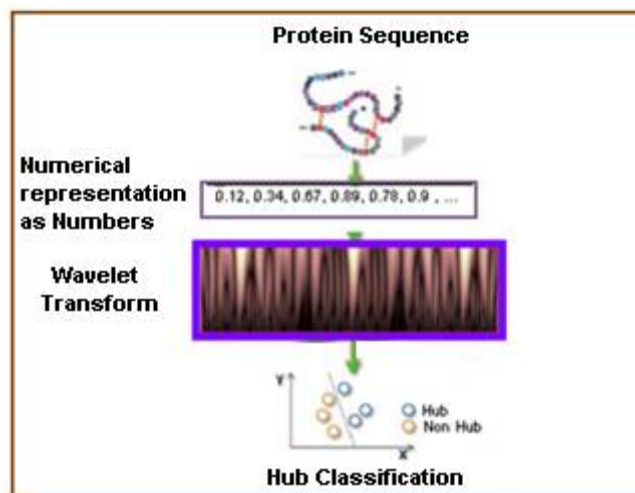 Protein Sequence
Numerical
representation
as Numbers
0.12, 0.34, 0.67, 0.89, 0.78, 0.9 , ...
Wavelet
Transform
Y
Hub
Non Hub
X
Hub Classification